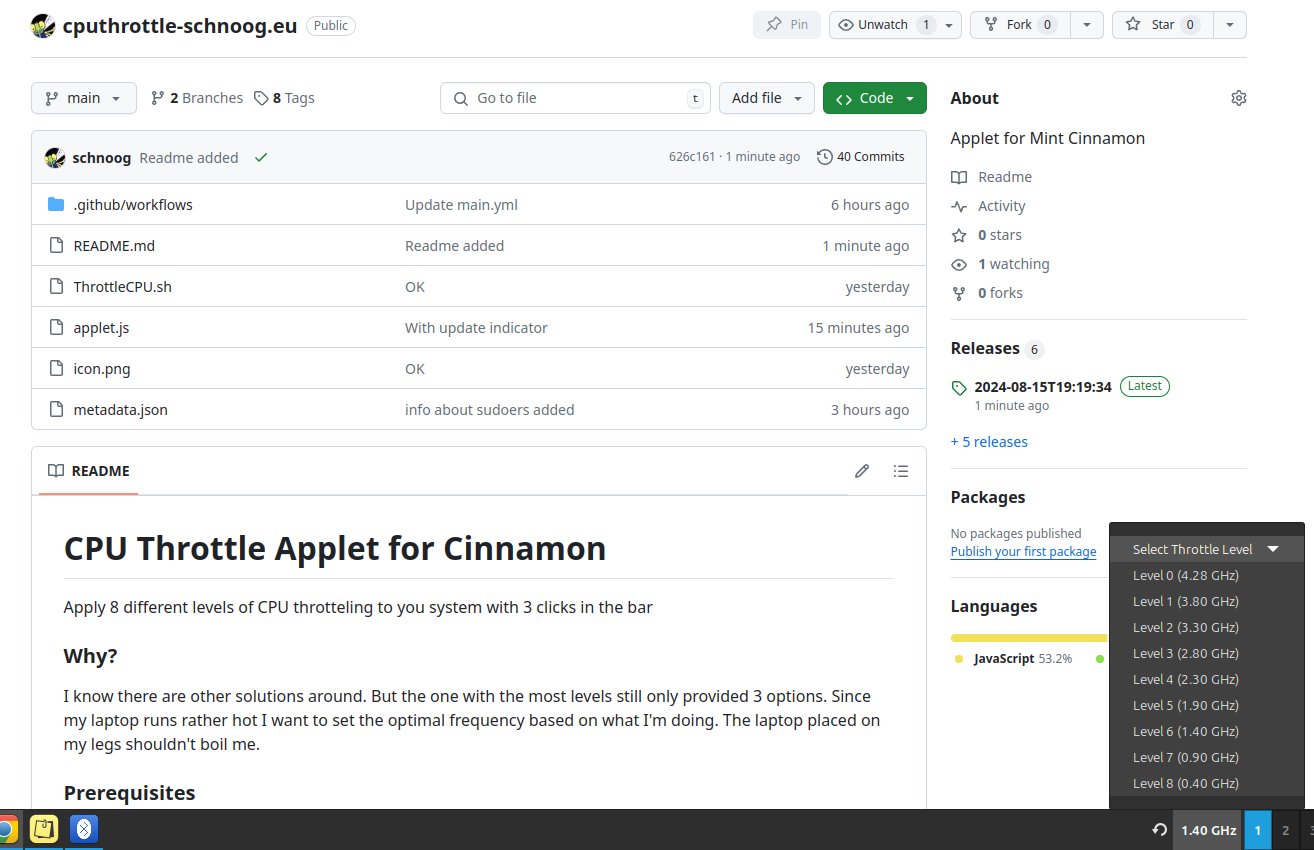 cputhrottle-schnoog.eu Public Pin Unwatch 1 Fork 0 Star 0
main 2 Branches 8 Tags Go to file t Add file Code
schnoog Readme added 626c161 · 1 minute ago 40 Commits
.github/workflows Update main.yml 6 hours ago
README.md Readme added 1 minute ago
ThrottleCPU.sh OK yesterday
applet.js With update indicator 15 minutes ago
icon.png OK yesterday
metadata.json info about sudoers added 3 hours ago
README
CPU Throttle Applet for Cinnamon
Apply 8 different levels of CPU throtteling to you system with 3 clicks in the bar
Why?
I know there are other solutions around. But the one with the most levels still only provided 3 options. Since
my laptop runs rather hot I want to set the optimal frequency based on what I'm doing. The laptop placed on
my legs shouldn't boil me.
Prerequisites
About
Applet for Mint Cinnamon
Readme
Activity
0 stars
1 watching
0 forks
Releases 6
2024-08-15T19:19:34 Latest
1 minute ago
+ 5 releases
Packages
No packages published
Publish your first package
Languages
JavaScript 53.2%
Select Throttle Level
Level 0 (4.28 GHz)
Level 1 (3.80 GHz)
Level 2 (3.30 GHz)
Level 3 (2.80 GHz)
Level 4 (2.30 GHz)
Level 5 (1.90 GHz)
Level 6 (1.40 GHz)
Level 7 (0.90 GHz)
Level 8 (0.40 GHz)
1.40 GHz 1 2